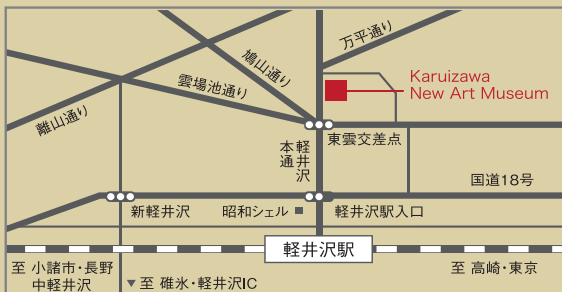 万平通り
鳩山通り
雲場池通り
離山通り
Karuizawa
New Art Museum
東雲交差点
軽井沢
本通
国道18号
新軽井沢
昭和シェル
軽井沢駅入口
軽井沢駅
至 小諸市・長野
中軽井沢
至 碓氷・軽井沢IC
至 高崎・東京